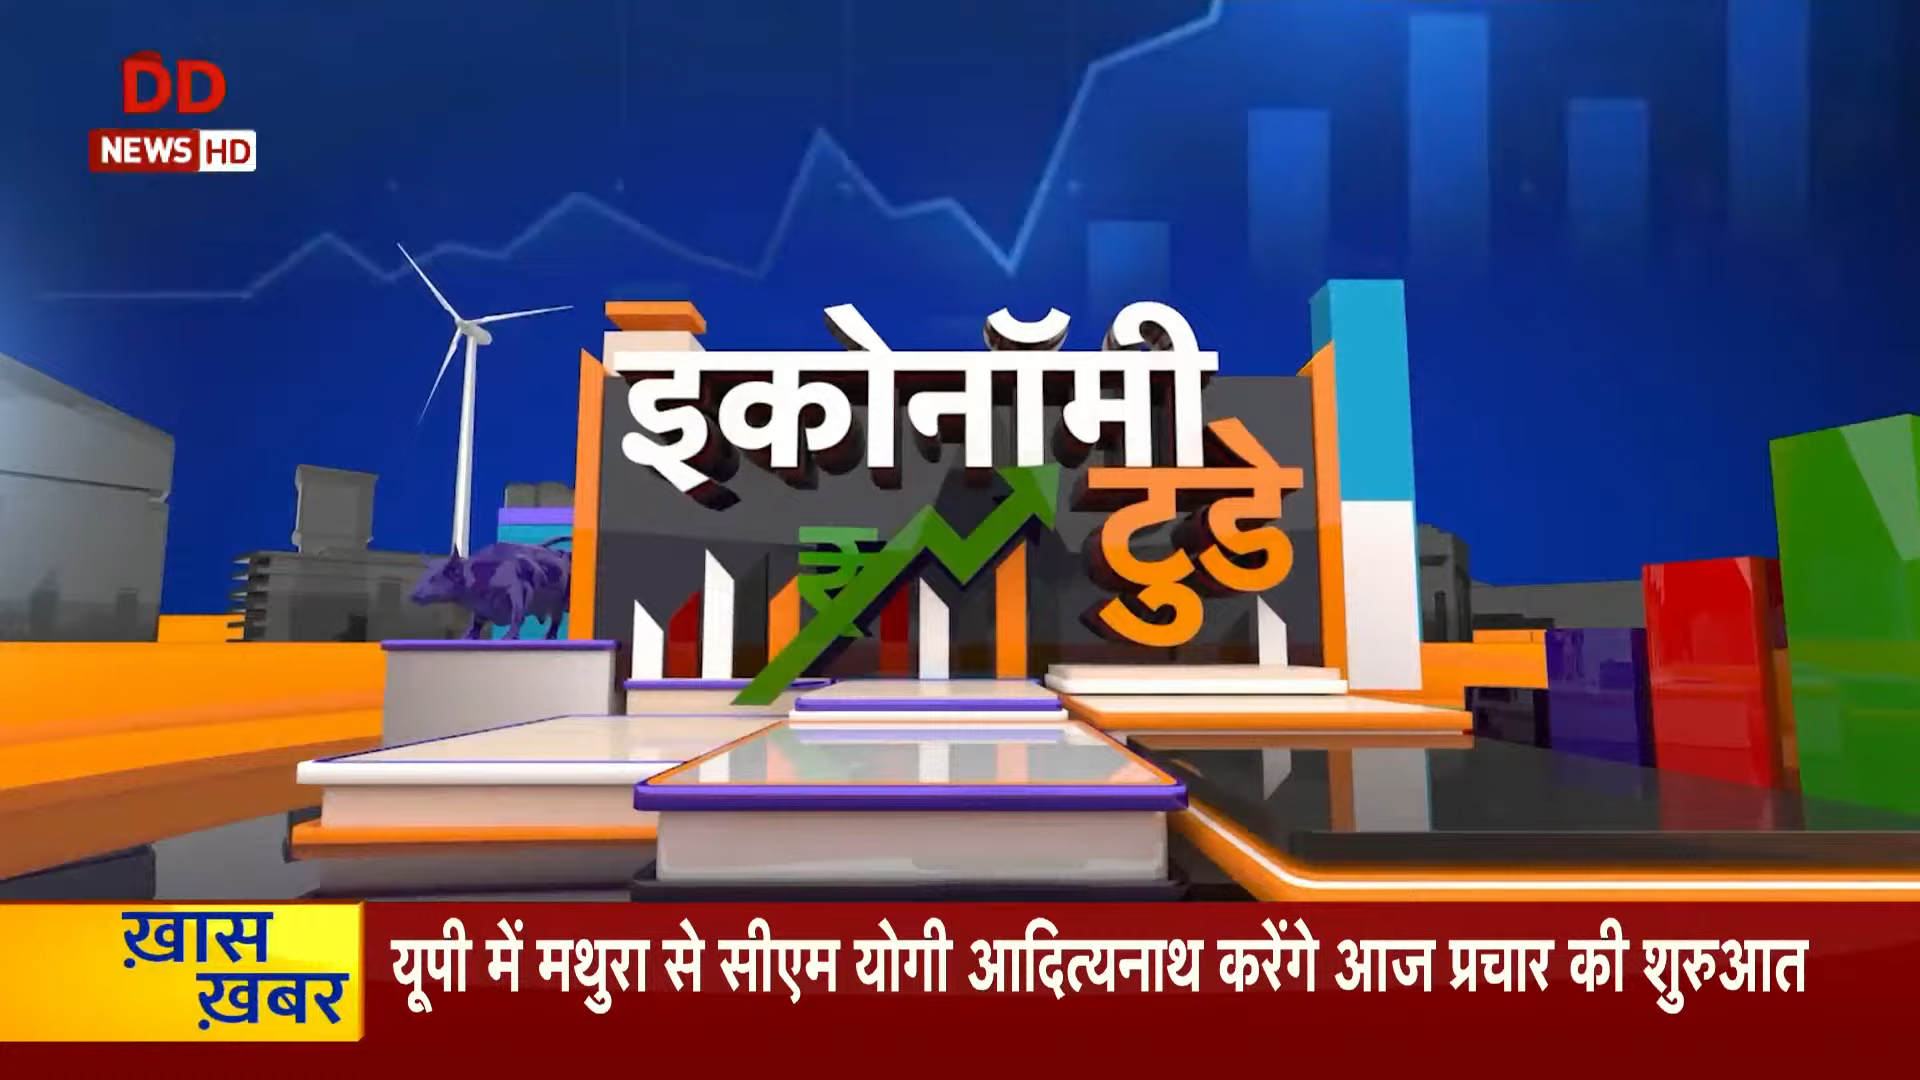 DD
NEWS HD
इकोनॉमी
टुडे
ख़ास
ख़बर
यूपी में मथुरा से सीएम योगी आदित्यनाथ करेंगे आज प्रचार की शुरुआत